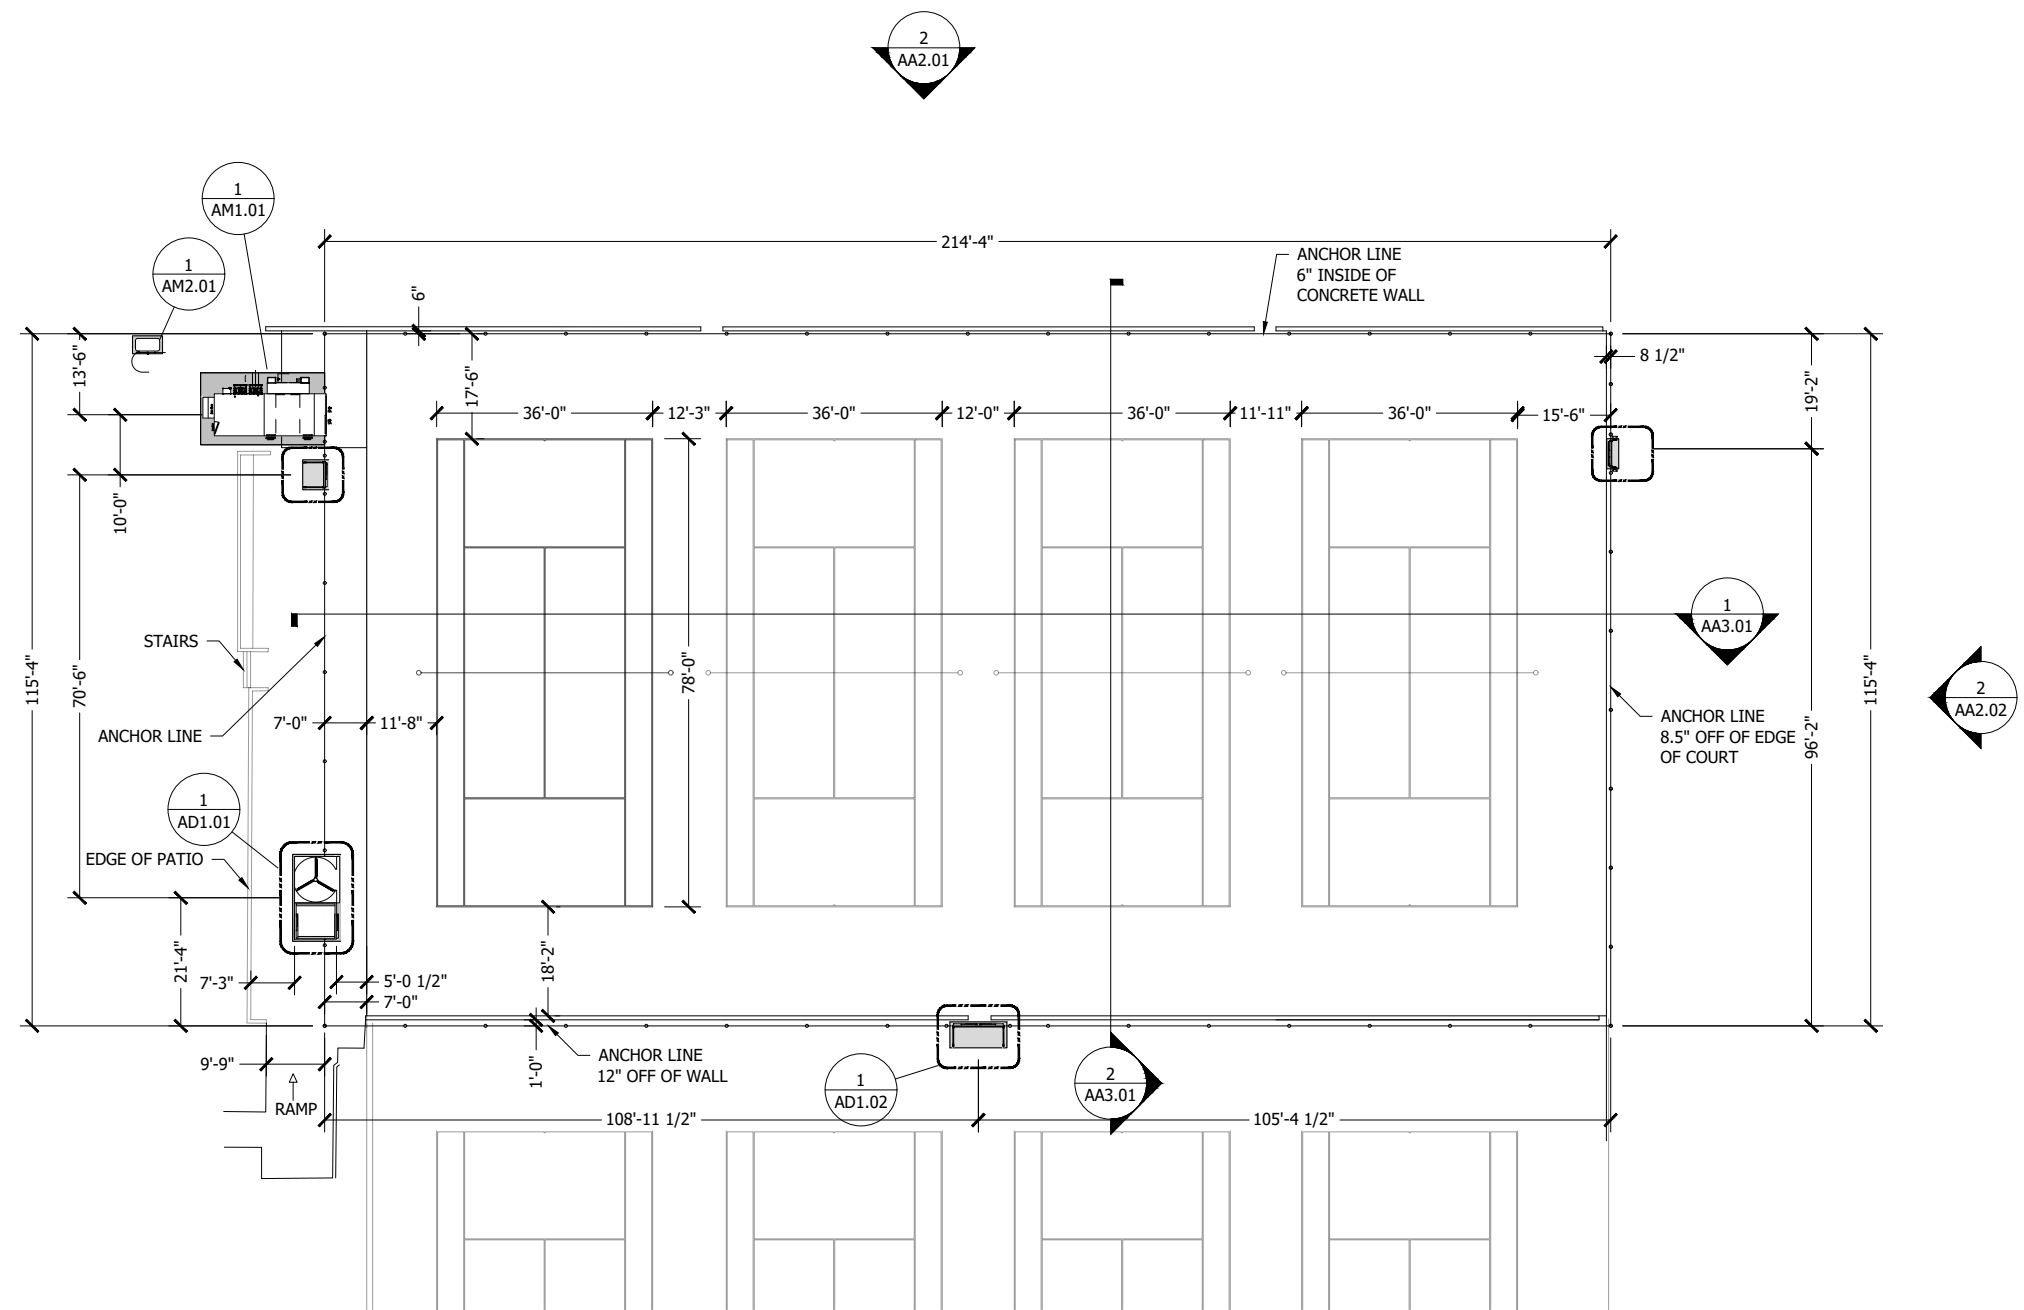 2
AA2.01
1
AM1.01
1
AM2.01
214'-4"
ANCHOR LINE
6" INSIDE OF
CONCRETE WALL
6"
13'-6"
17'-6"
8 1/2"
19'-2"
36'-0"
12'-3"
36'-0"
12'-0"
36'-0"
11'-11"
36'-0"
15'-6"
10'-0"
STAIRS
1
AA3.01
115'-4"
70'-6"
78'-0"
115'-4"
2
AA2.02
7'-0"
11'-8"
ANCHOR LINE
ANCHOR LINE
8.5" OFF OF EDGE
OF COURT
96'-2"
1
AD1.01
EDGE OF PATIO
21'-4"
18'-2"
7'-3"
5'-0 1/2"
7'-0"
9'-9"
RAMP
1'-0"
ANCHOR LINE
12" OFF OF WALL
1
AD1.02
2
AA3.01
108'-11 1/2"
105'-4 1/2"